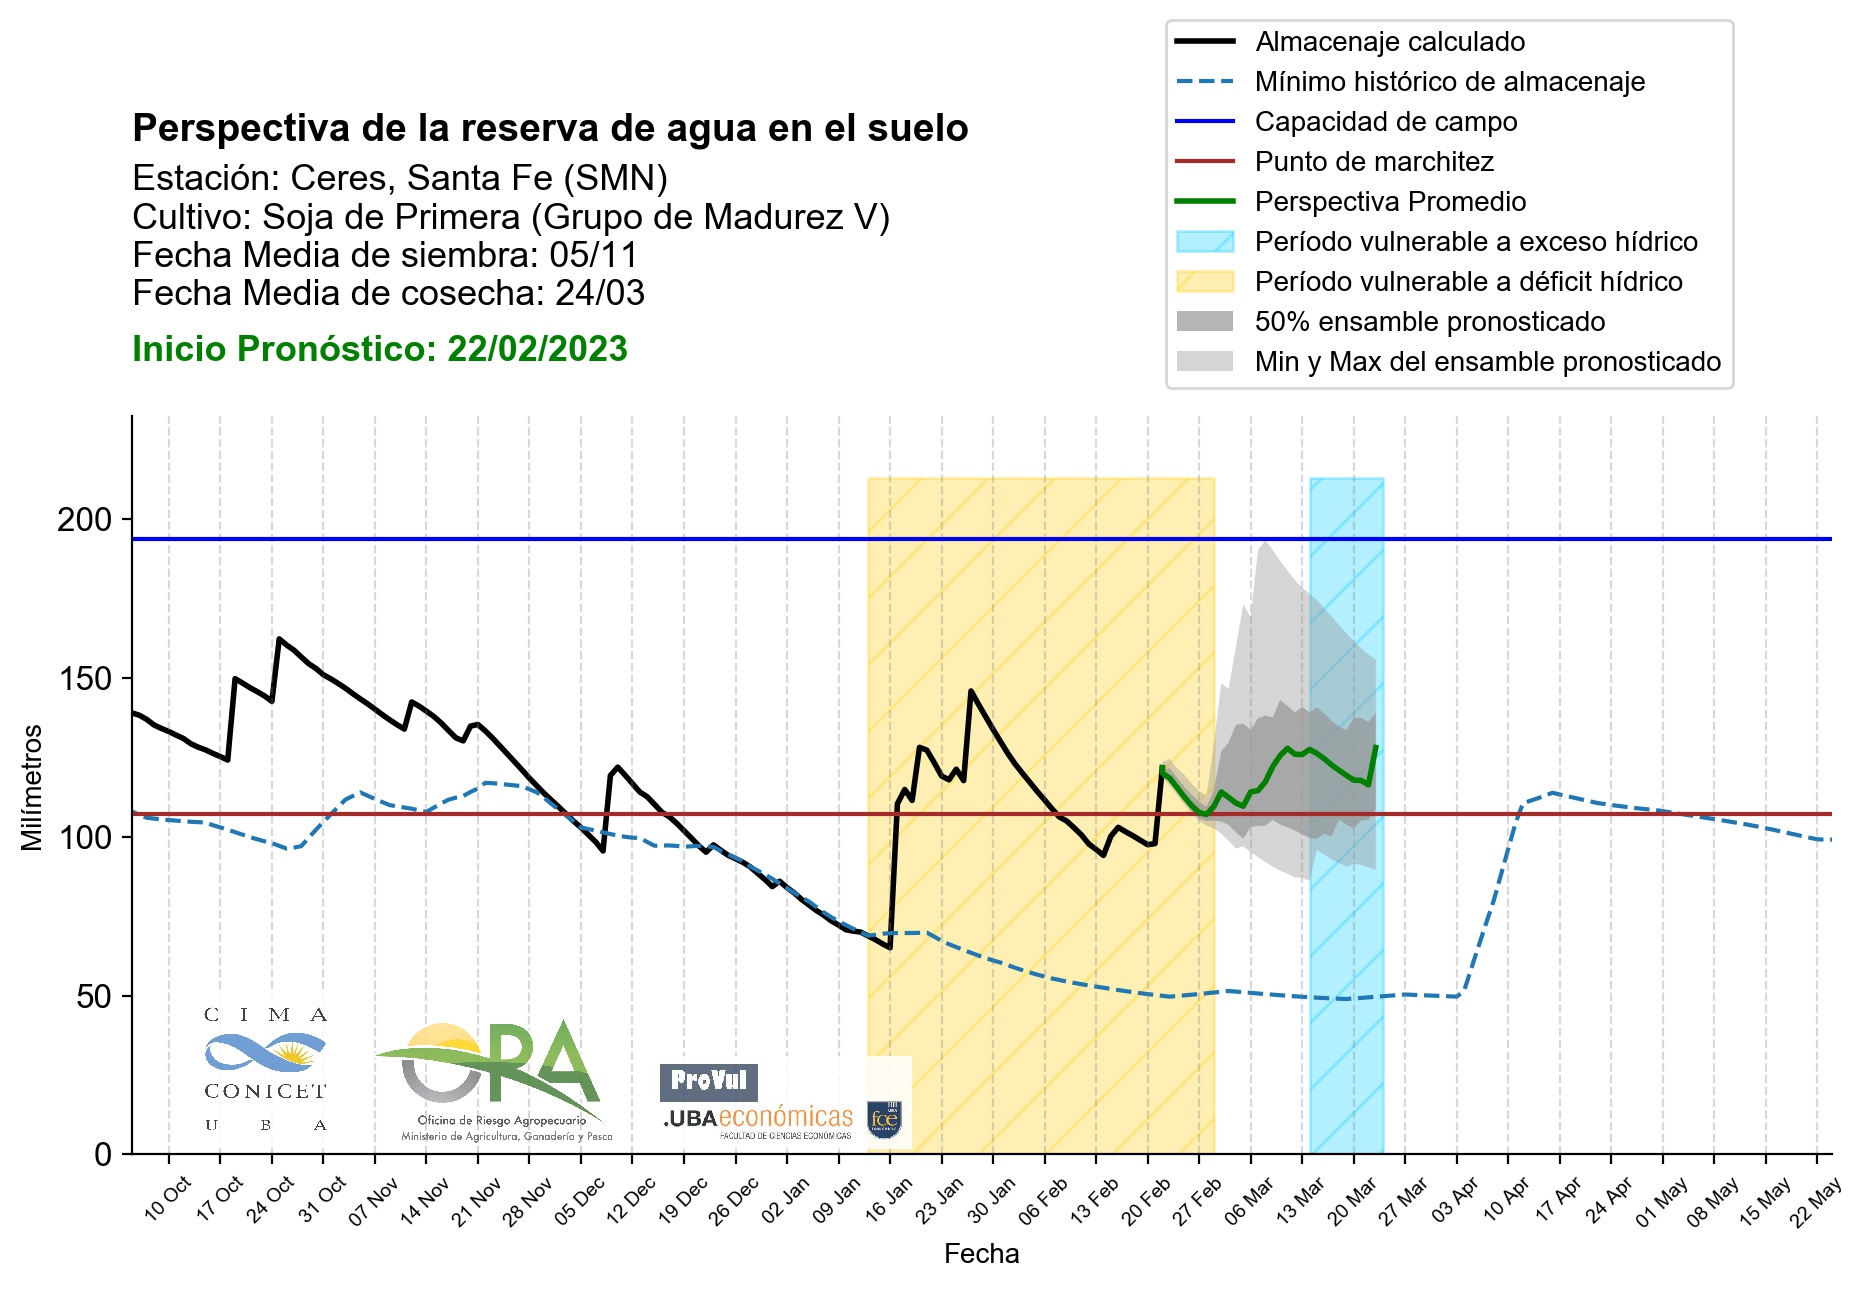 Almacenaje calculado
Mínimo histórico de almacenaje
Capacidad de campo
Punto de marchitez
Perspectiva Promedio
Período vulnerable a exceso hídrico
Período vulnerable a déficit hídrico
50% ensamble pronosticado
Min y Max del ensamble pronosticado
Perspectiva de la reserva de agua en el suelo
Estación: Ceres, Santa Fe (SMN)
Cultivo: Soja de Primera (Grupo de Madurez V)
Fecha Media de siembra: 05/11
Fecha Media de cosecha: 24/03
Inicio Pronóstico: 22/02/2023
Milímetros
200
150
100
50
0
CIMA
CONICET
UBA
ORA
Oficina de Riesgo Agropecuario
Ministerio de Agricultura, Ganadería y Pesca
ProVul
.UBAeconómicas
FACULTAD DE CIENCIAS ECONÓMICAS
UBA
fce
ECONÓMICAS
10 Oct
17 Oct
24 Oct
31 Oct
07 Nov
14 Nov
21 Nov
28 Nov
05 Dec
12 Dec
19 Dec
26 Dec
02 Jan
09 Jan
16 Jan
23 Jan
30 Jan
06 Feb
13 Feb
20 Feb
27 Feb
06 Mar
13 Mar
20 Mar
27 Mar
03 Apr
10 Apr
17 Apr
24 Apr
01 May
08 May
15 May
22 May
Fecha